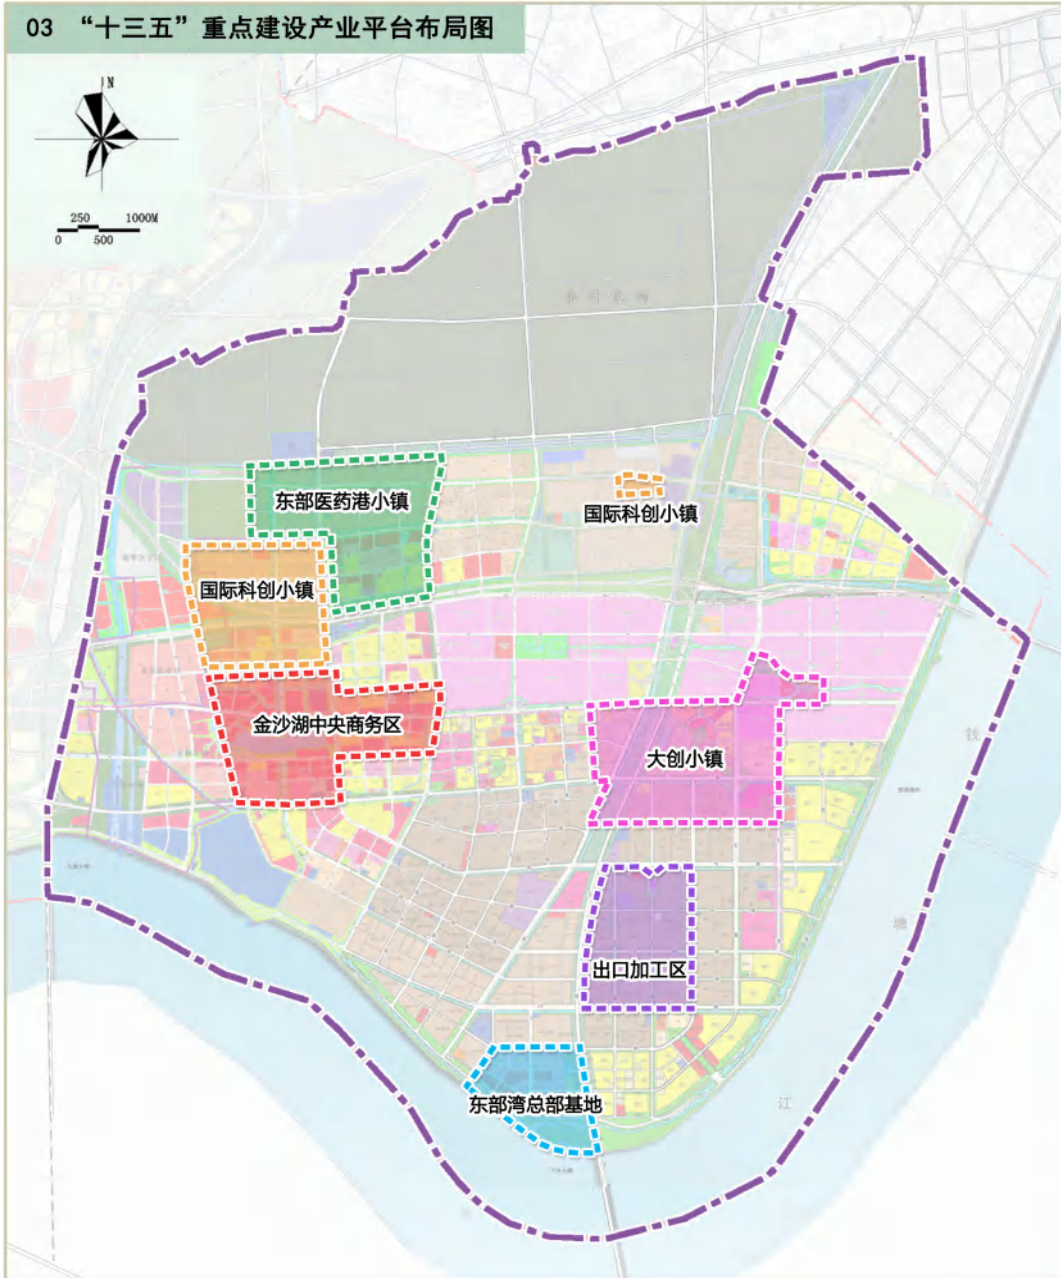 03 “十三五”重点建设产业平台布局图
N
250 1000M
0 500
东部医药港小镇
国际科创小镇
国际科创小镇
金沙湖中央商务区
大创小镇
钱
塘
出口加工区
东部湾总部基地
江